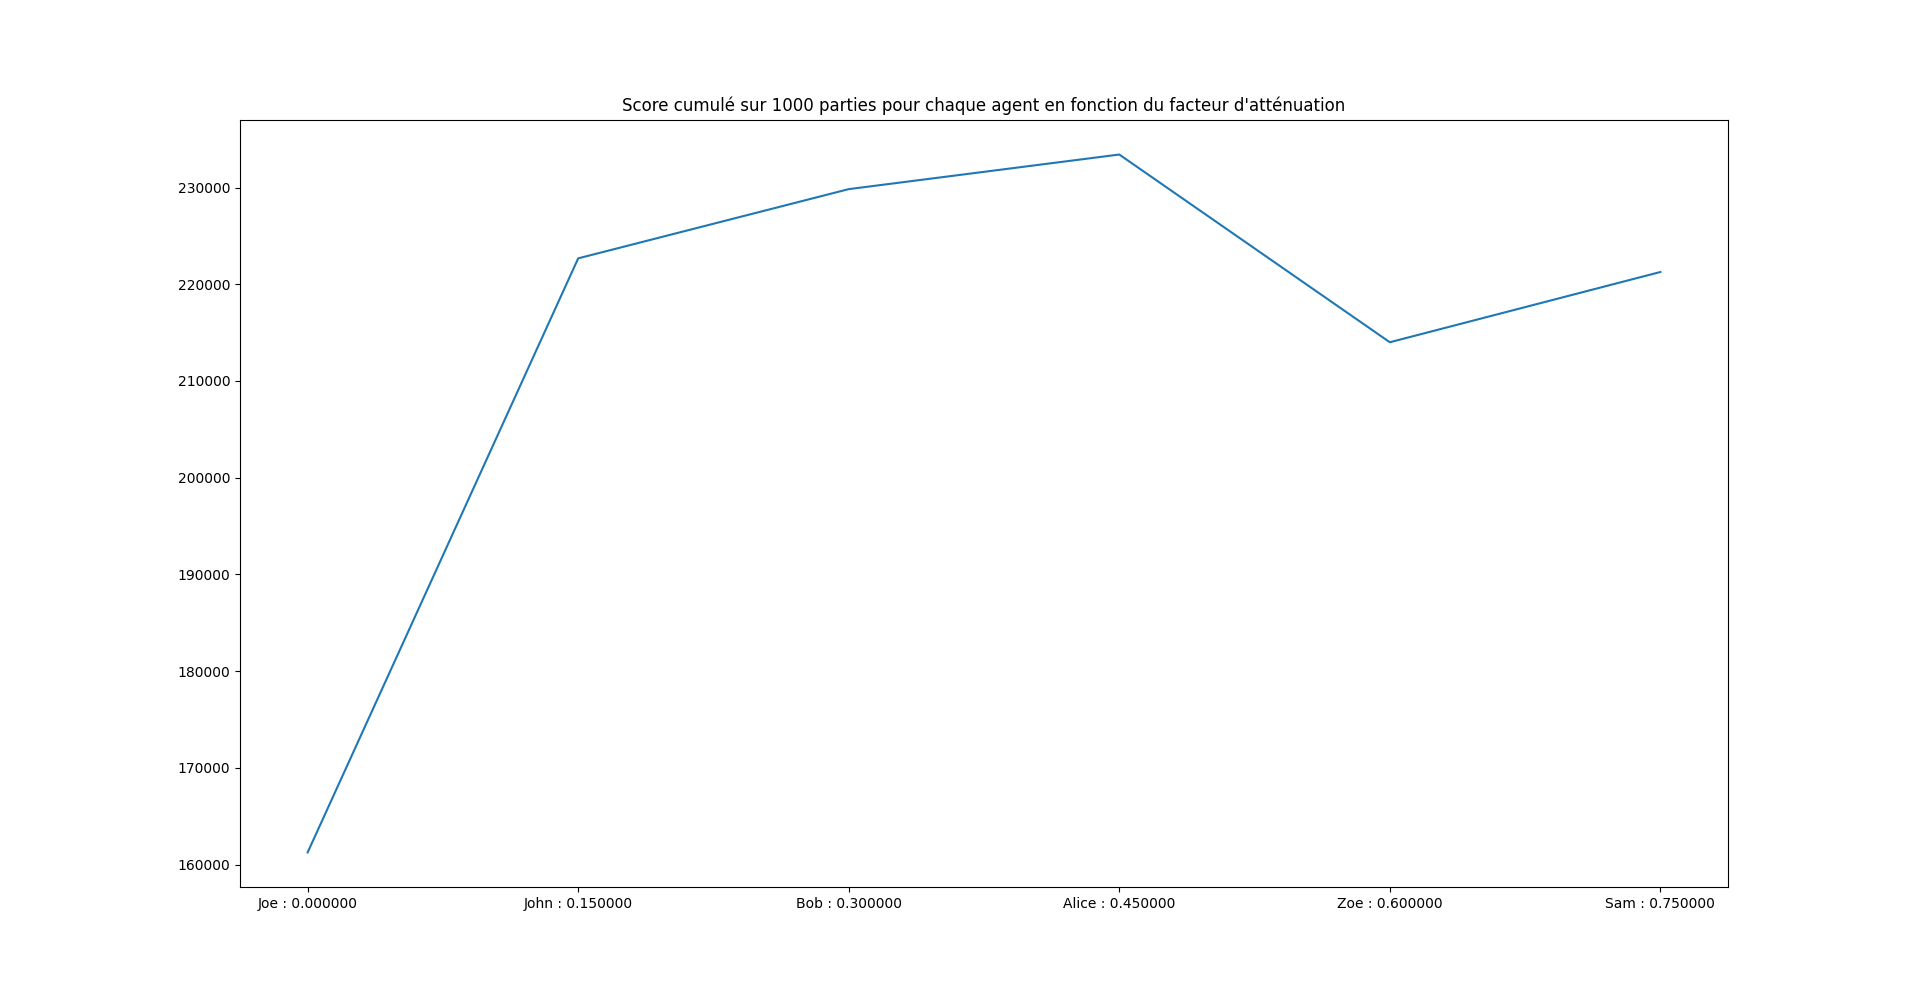 Score cumulé sur 1000 parties pour chaque agent en fonction du facteur d'atténuation
230000
220000
210000
200000
190000
180000
170000
160000
Joe : 0.000000
John : 0.150000
Bob : 0.300000
Alice : 0.450000
Zoe : 0.600000
Sam : 0.750000